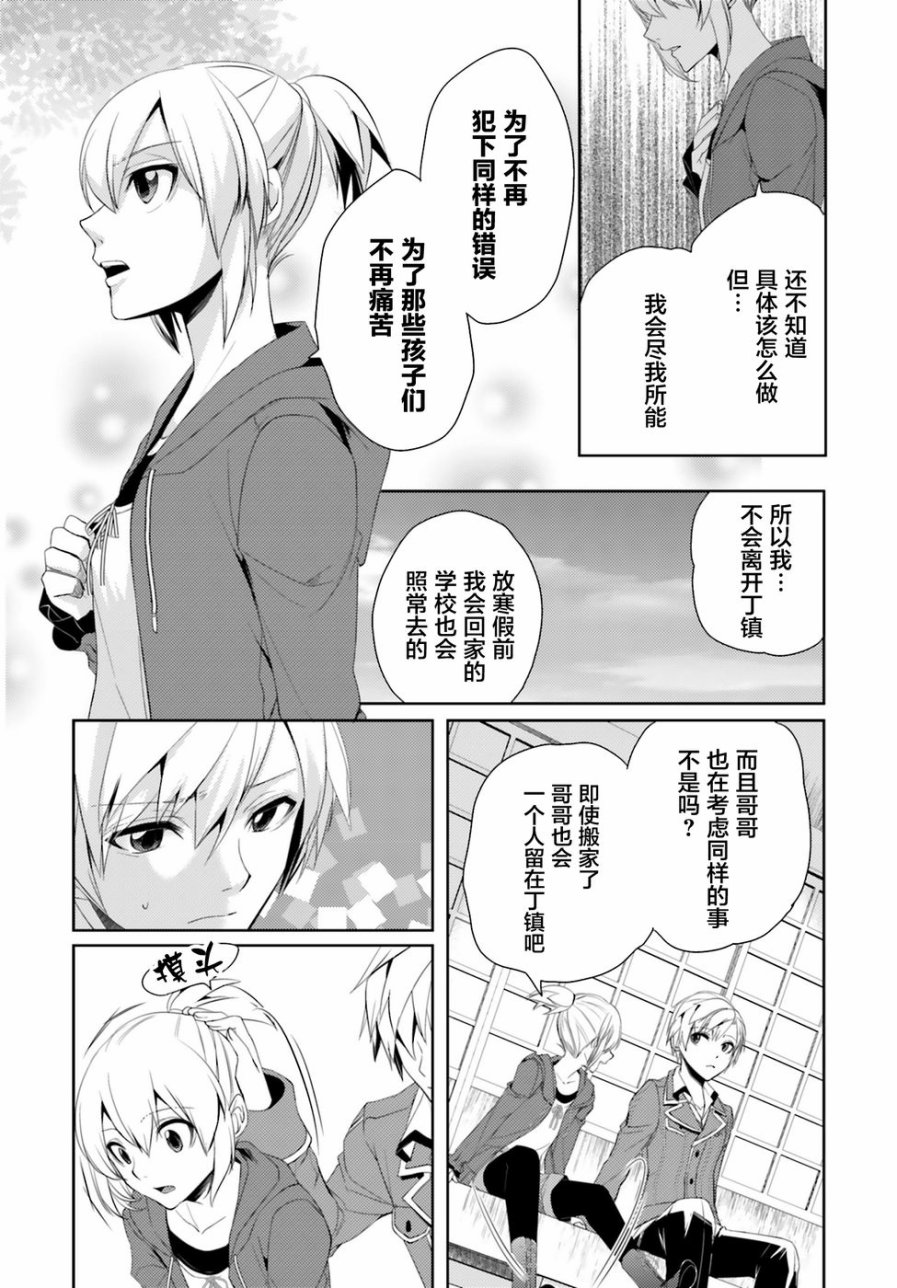 还不知道
具体该怎么做
但…
我会尽我所能
为了不再
犯下同样的错误
为了那些孩子们
不再痛苦
所以我…
不会离开丁镇
放寒假前
我会回家的
学校也会
照常去的
而且哥哥
也在考虑同样的事
不是吗？
即使搬家了
哥哥也会
一个人留在丁镇吧